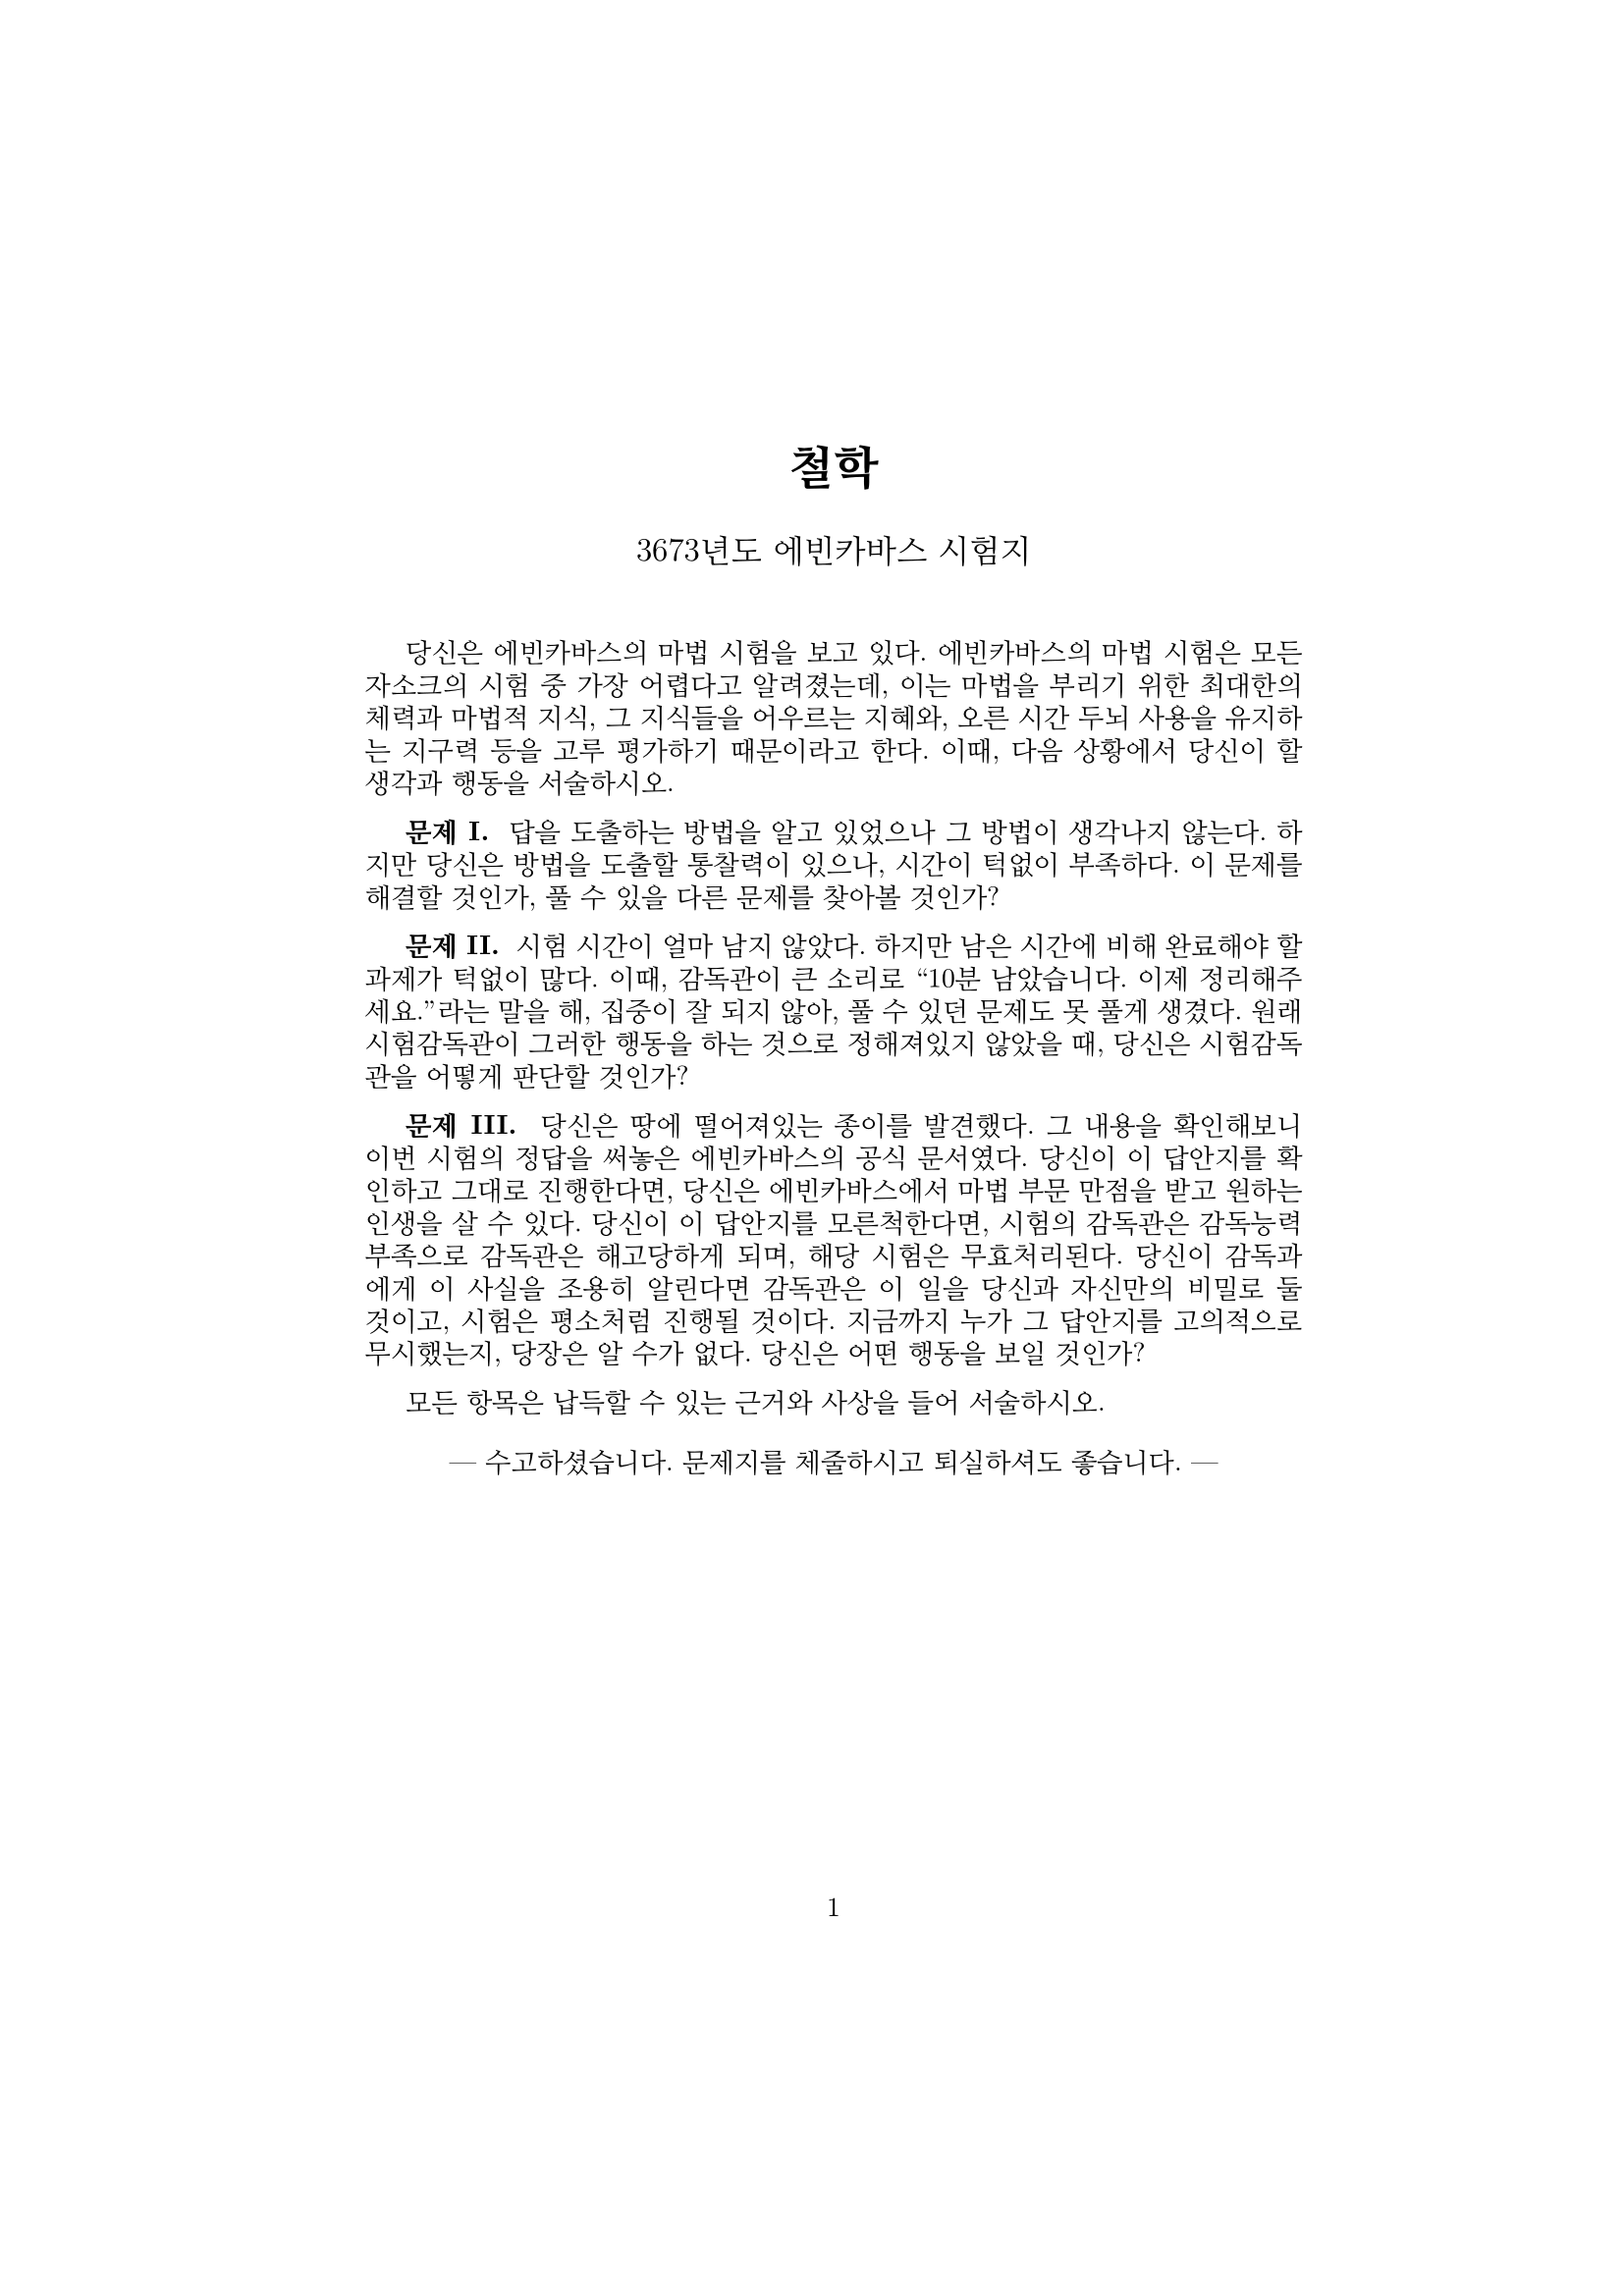 철학
3673년도 에빈카바스 시험지
당신은 에빈카바스의 마법 시험을 보고 있다. 에빈카바스의 마법 시험은 모든
자소크의 시험 중 가장 어렵다고 알려졌는데, 이는 마법을 부리기 위한 최대한의
체력과 마법적 지식, 그 지식들을 어우르는 지혜와, 오른 시간 두뇌 사용을 유지하
는 지구력 등을 고루 평가하기 때문이라고 한다. 이때, 다음 상황에서 당신이 할
생각과 행동을 서술하시오.
문제 I. 답을 도출하는 방법을 알고 있었으나 그 방법이 생각나지 않는다. 하
지만 당신은 방법을 도출할 통찰력이 있으나, 시간이 턱없이 부족하다. 이 문제를
해결할 것인가, 풀 수 있을 다른 문제를 찾아볼 것인가?
문제 II. 시험 시간이 얼마 남지 않았다. 하지만 남은 시간에 비해 완료해야 할
과제가 턱없이 많다. 이때, 감독관이 큰 소리로 “10분 남았습니다. 이제 정리해주
세요.”라는 말을 해, 집중이 잘 되지 않아, 풀 수 있던 문제도 못 풀게 생겼다. 원래
시험감독관이 그러한 행동을 하는 것으로 정해져있지 않았을 때, 당신은 시험감독
관을 어떻게 판단할 것인가?
문제 III. 당신은 땅에 떨어져있는 종이를 발견했다. 그 내용을 확인해보니
이번 시험의 정답을 써놓은 에빈카바스의 공식 문서였다. 당신이 이 답안지를 확
인하고 그대로 진행한다면, 당신은 에빈카바스에서 마법 부문 만점을 받고 원하는
인생을 살 수 있다. 당신이 이 답안지를 모른척한다면, 시험의 감독관은 감독능력
부족으로 감독관은 해고당하게 되며, 해당 시험은 무효처리된다. 당신이 감독과
에게 이 사실을 조용히 알린다면 감독관은 이 일을 당신과 자신만의 비밀로 둘
것이고, 시험은 평소처럼 진행될 것이다. 지금까지 누가 그 답안지를 고의적으로
무시했는지, 당장은 알 수가 없다. 당신은 어떤 행동을 보일 것인가?
모든 항목은 납득할 수 있는 근거와 사상을 들어 서술하시오.
— 수고하셨습니다. 문제지를 체줄하시고 퇴실하셔도 좋습니다. —
1